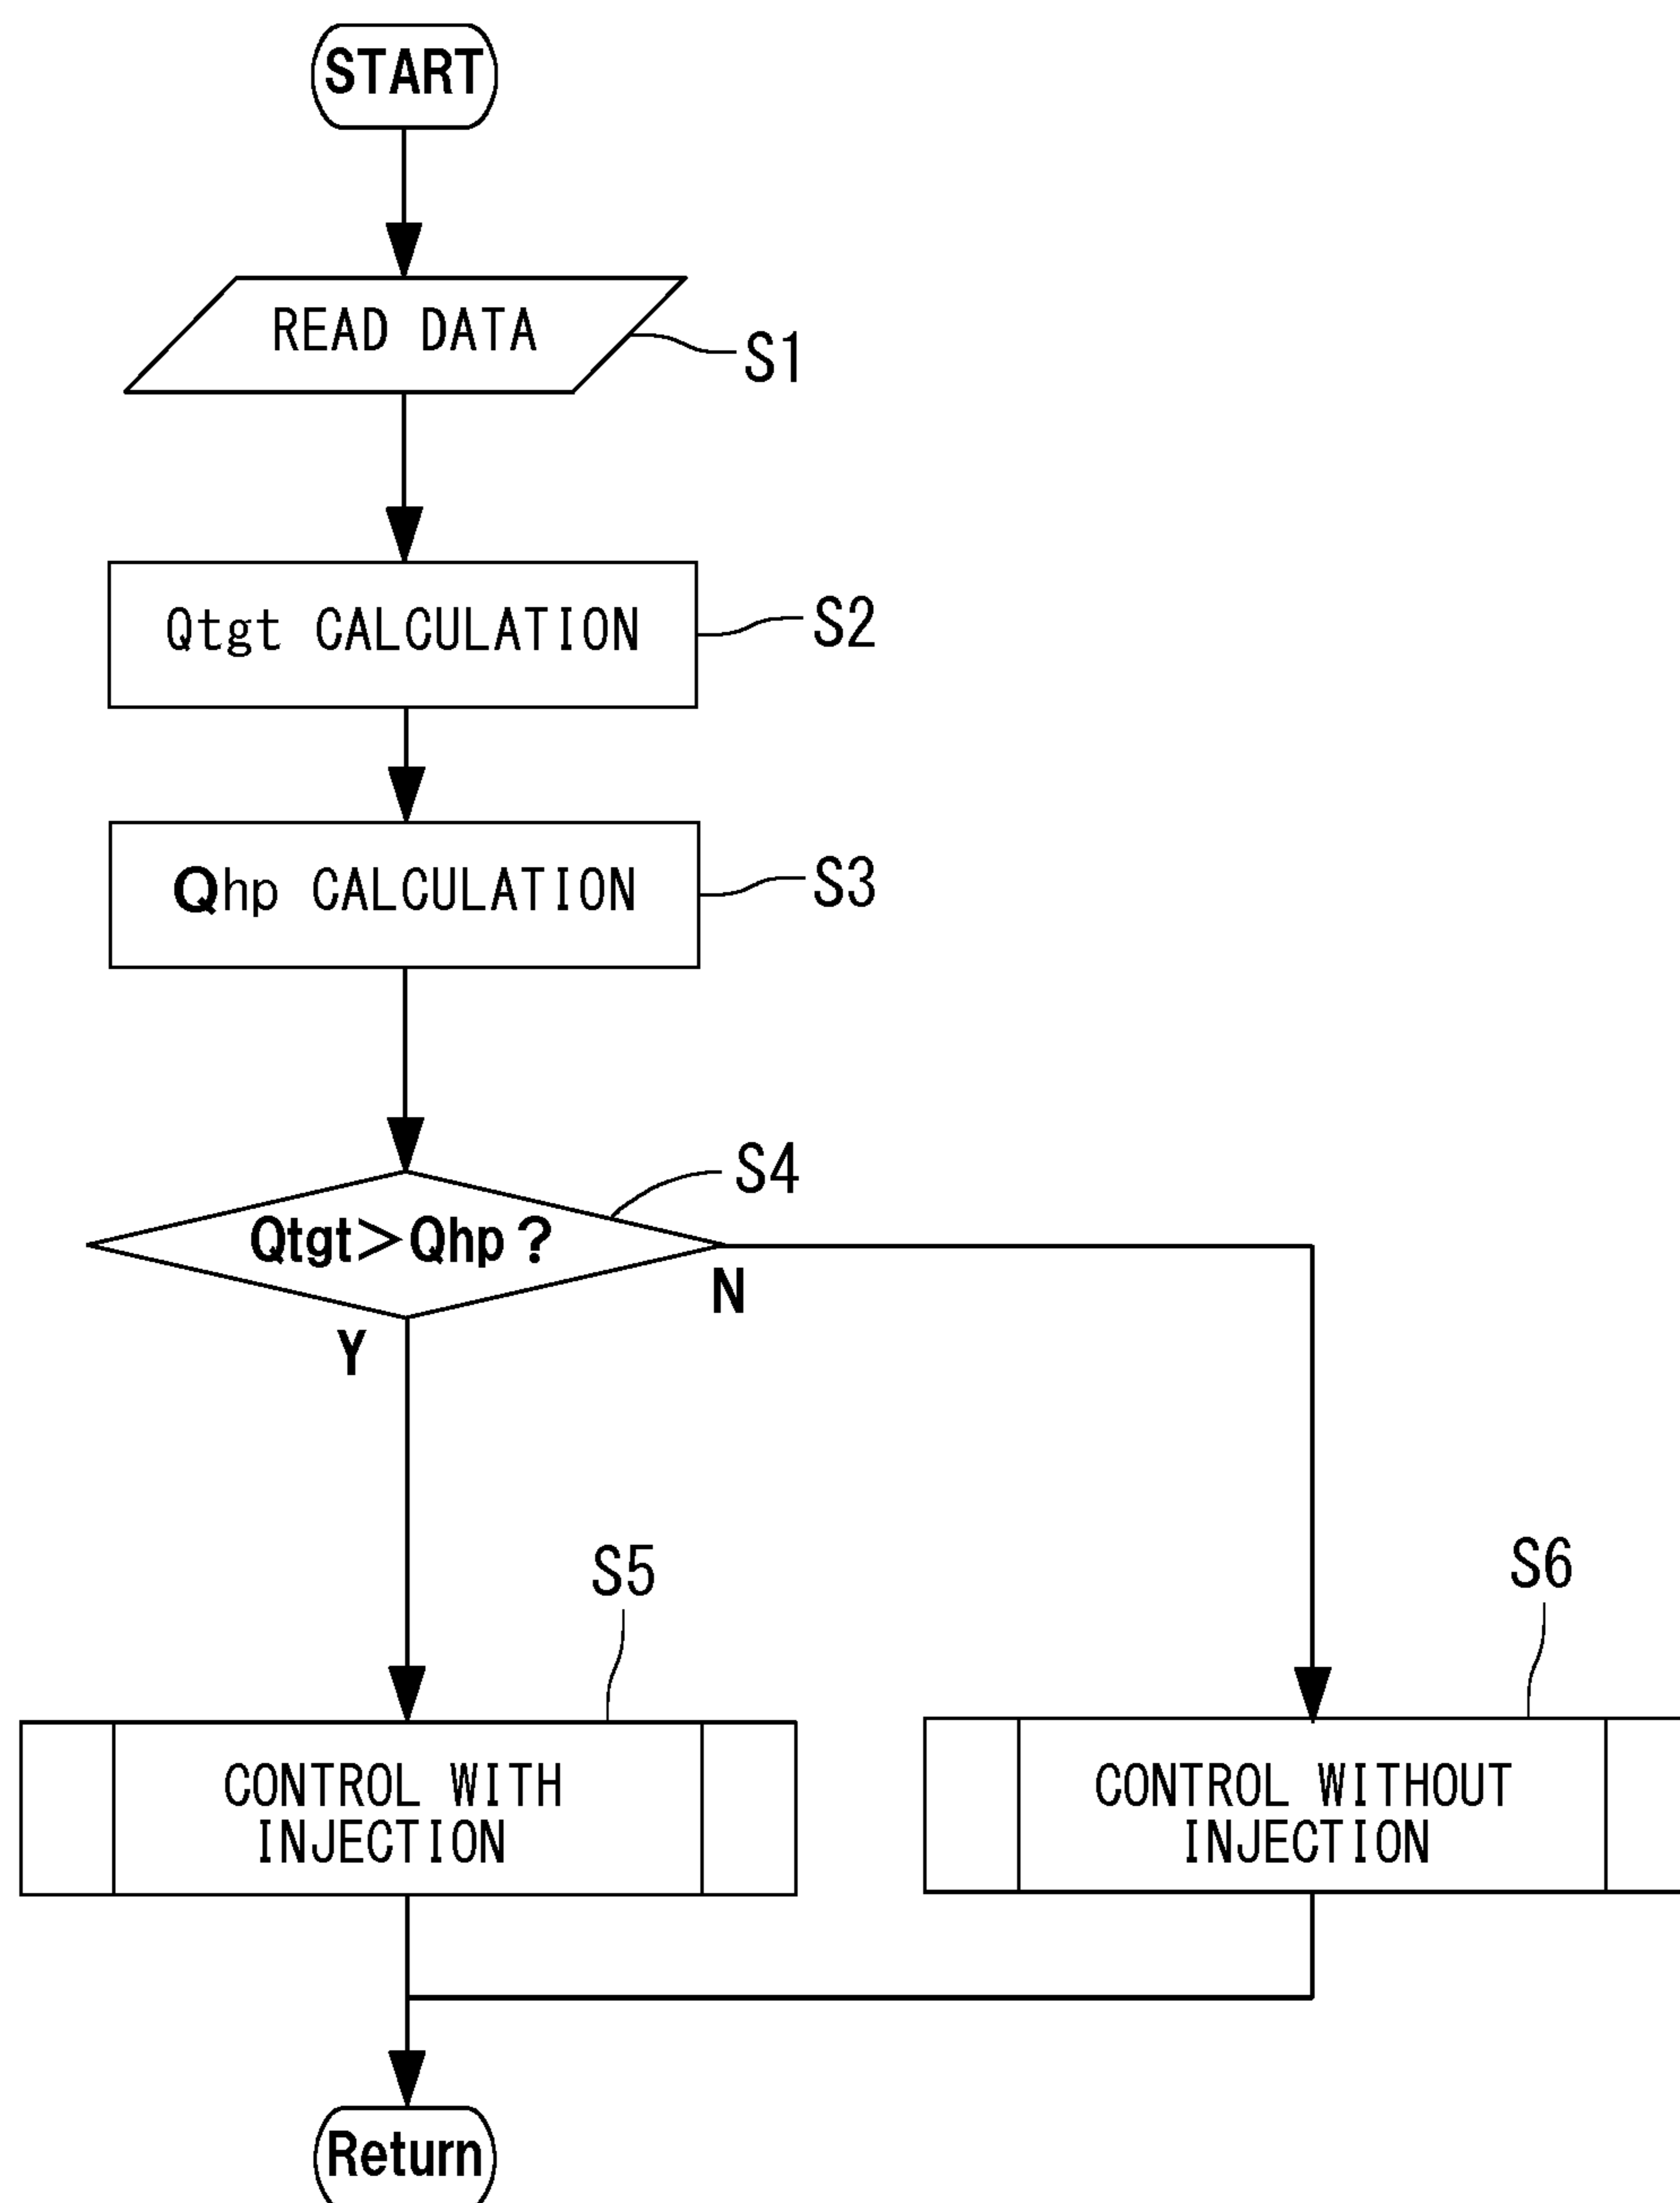 START
READ DATA
S1
Qtgt CALCULATION
S2
Qhp CALCULATION
S3
S4
Qtgt>Qhp?
N
Y
S5
S6
CONTROL WITH
INJECTION
CONTROL WITHOUT
INJECTION
Return